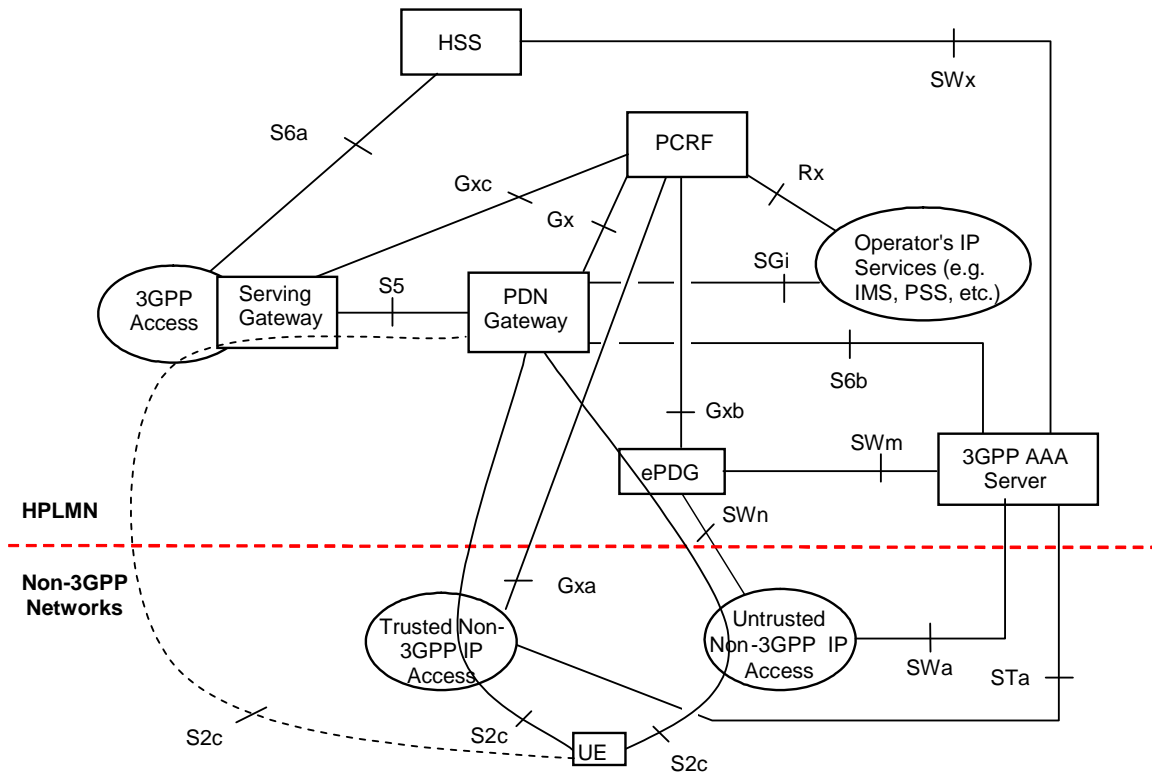 HSS
SWx
S6a
PCRF
Rx
Gxc
Gx
Operator's IP
Services (e.g.
IMS, PSS, etc.)
SGi
3GPP
Access
Serving
Gateway
S5
PDN
Gateway
S6b
Gxb
SWm
3GPP AAA
Server
ePDG
HPLMN
SWn
Non-3GPP
Networks
Gxa
Trusted Non-
3GPP IP
Access
Untrusted
Non-3GPP IP
Access
SWa
STa
S2c
S2c
UE
S2c